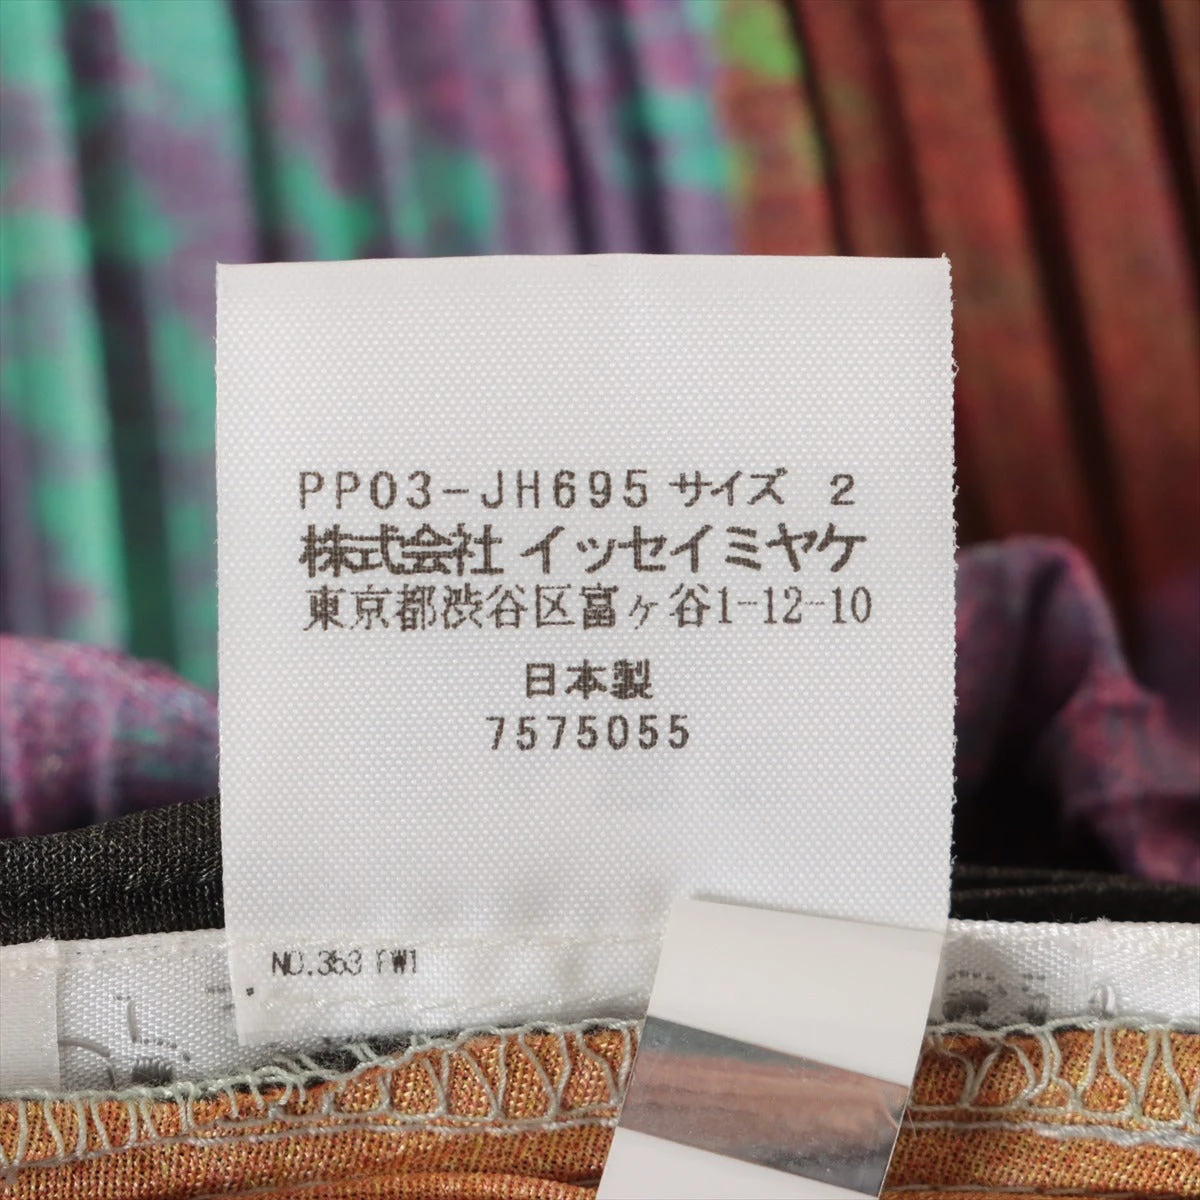 PP03-JH695 サイズ 2
株式会社 イッセイミヤケ
東京都渋谷区富ヶ谷1-12-10
日本製
7575055
NO.353 FW1